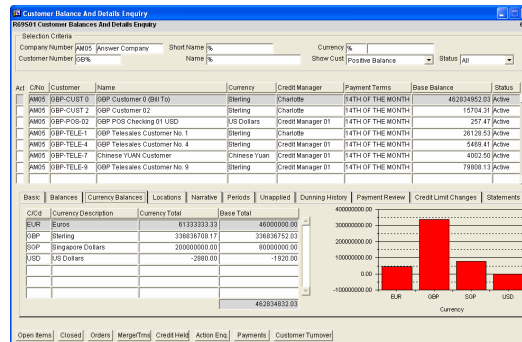 Customer Balance And Details Enquiry
R69S01 Customer Balances And Details Enquiry
Selection Criteria
Company Number AM05 Answer Company Short Name % Currency %
Customer Number GB% Name % Show Cust Positive Balance Status All
Act C/No Customer Name Currency Credit Manager Payment Terms Base Balance Status
AM05 GBP-CUST 0 GBP Customer 0 (Bill To) Sterling Charlotte 14TH OF THE MONTH 462834952.03 Active
AM05 GBP-CUST 2 GBP Customer 02 Sterling Charlotte 14TH OF THE MONTH 15704.31 Active
AM05 GBP-POS-02 GBP POS Checking 01 USD US Dollars Credit Manager 01 14TH OF THE MONTH 257.47 Active
AM05 GBP-TELE-1 GBP Telesales Customer No. 1 Sterling Charlotte 14TH OF THE MONTH 26128.53 Active
AM05 GBP-TELE-4 GBP Telesales Customer No. 4 Sterling Credit Manager 01 14TH OF THE MONTH 5469.41 Active
AM05 GBP-TELE-7 Chinese YUAN Customer Chinese Yuan Credit Manager 01 14TH OF THE MONTH 4002.50 Active
AM05 GBP-TELE-9 GBP Telesales Customer No. 9 Sterling Credit Manager 01 14TH OF THE MONTH 79808.13 Active
Basic Balances Currency Balances Locations Narrative Periods Unapplied Dunning History Payment Review Credit Limit Changes Statements
C/Cd Currency Description Currency Total Base Total
EUR Euros 61333333.33 46000000.00
GBP Sterling 336836708.17 336836752.03
SGP Singapore Dollars 200000000.00 80000000.00
USD US Dollars -2880.00 -1920.00
462834832.03
400000000.00
300000000.00
200000000.00
100000000.00
0.00
-100000000.00
EUR GBP SGP USD
Currency
Open Items Closed Orders Merge/Trns Credit Held Action Enq. Payments Customer Turnover